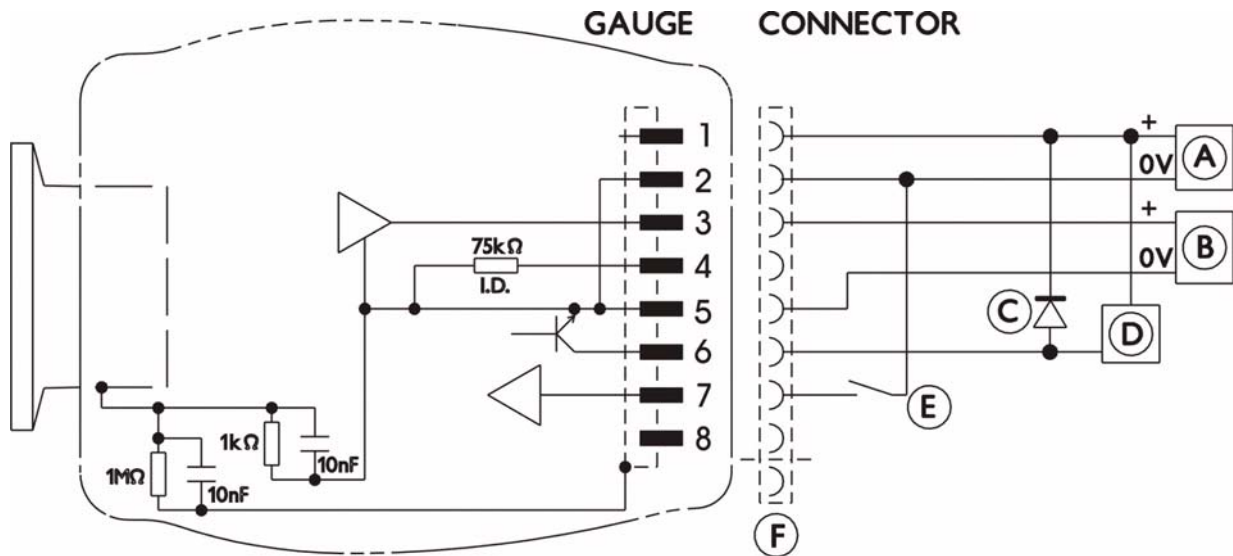 GAUGE CONNECTOR
1
+
A
2
0V
3
+
B
75kΩ
4
0V
I.D.
5
C
D
6
7
E
1kΩ
8
10nF
1MΩ
10nF
F